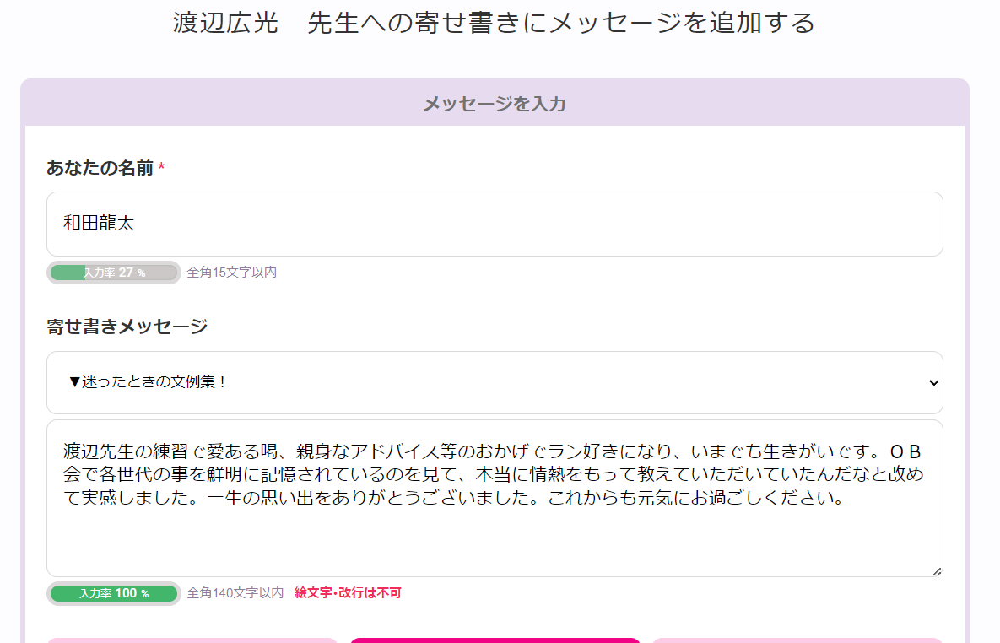 渡辺広光　先生への寄せ書きにメッセージを追加する
メッセージを入力
あなたの名前 *
和田龍太
入力率 27 %　全角15文字以内
寄せ書きメッセージ
▼迷ったときの文例集！
渡辺先生の練習で愛ある喝、親身なアドバイス等のおかげでラン好きになり、いまでも生きがいです。ＯＢ
会で各世代の事を鮮明に記憶されているのを見て、本当に情熱をもって教えていただいていたんだなと改め
て実感しました。一生の思い出をありがとうございました。これからも元気にお過ごしください。
入力率 100 %　全角140文字以内　絵文字・改行は不可